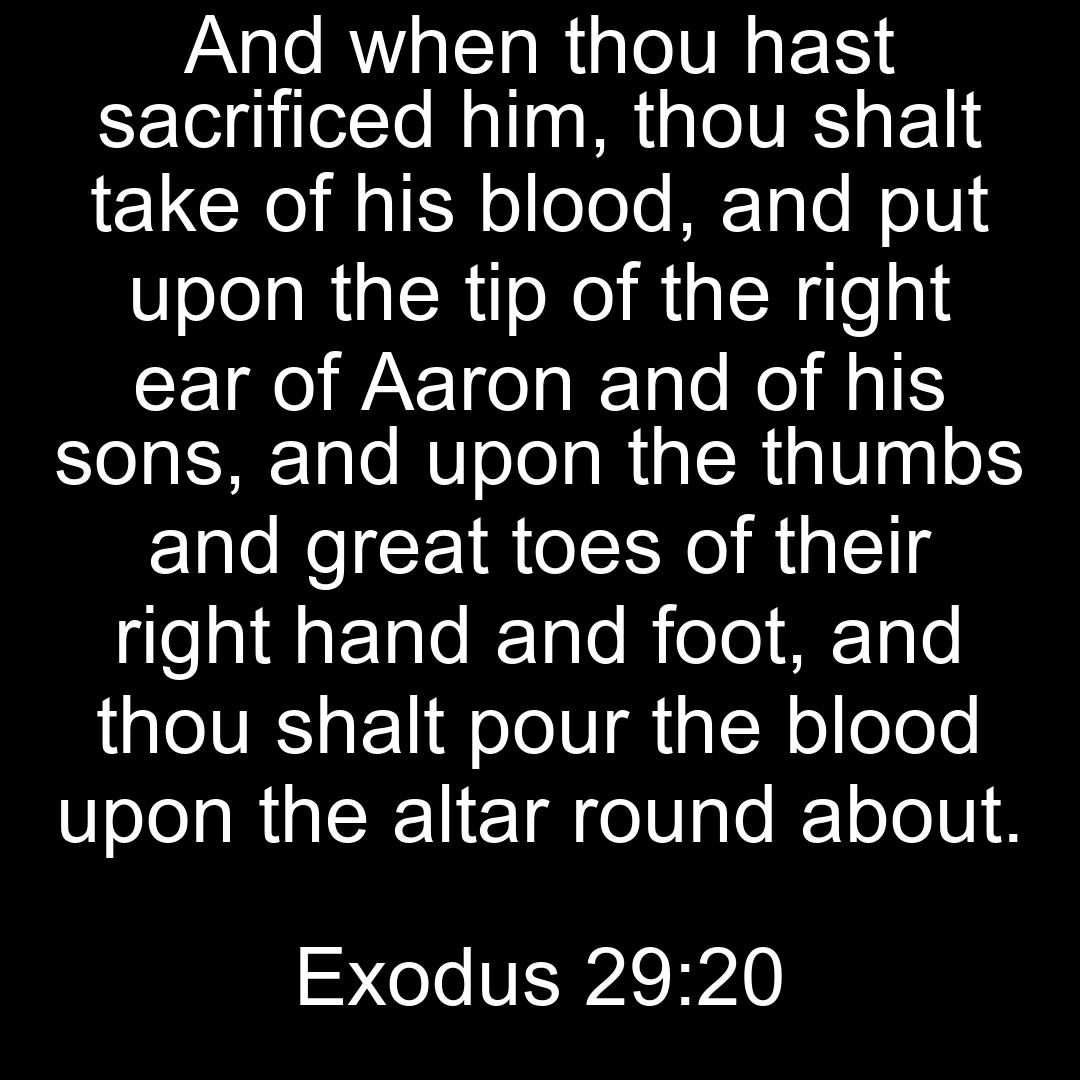 And when thou hast
sacrificed him, thou shalt
take of his blood, and put
upon the tip of the right
ear of Aaron and of his
sons, and upon the thumbs
and great toes of their
right hand and foot, and
thou shalt pour the blood
upon the altar round about.
Exodus 29:20